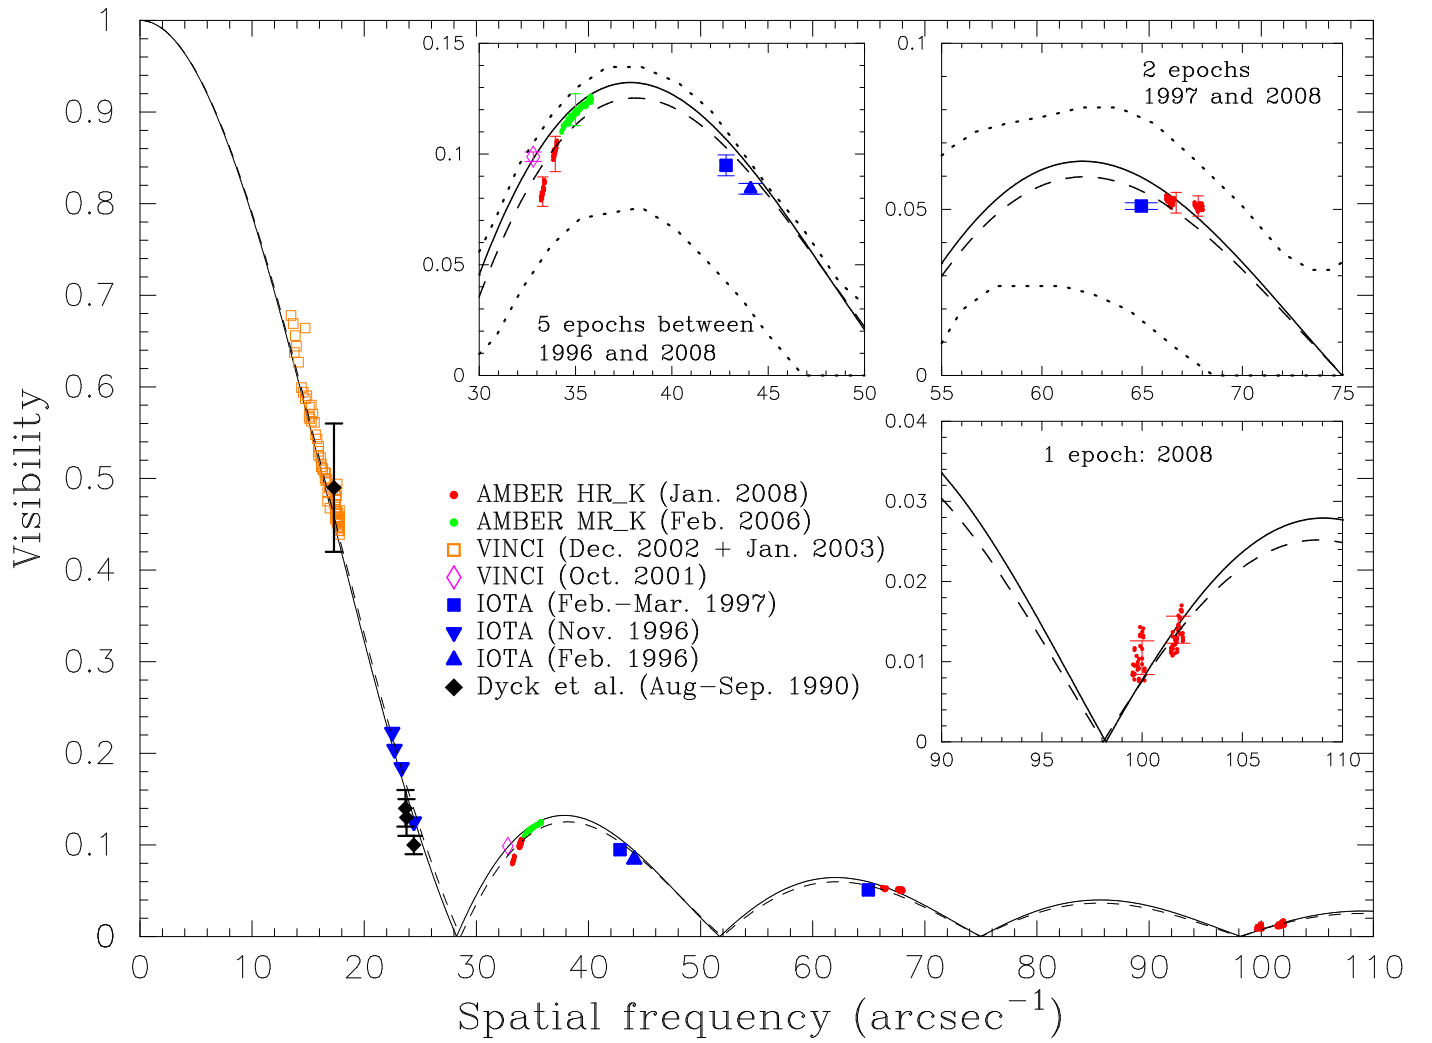 Visibility
1
0.9
0.8
0.7
0.6
0.5
0.4
0.3
0.2
0.1
0
0 10 20 30 40 50 60 70 80 90 100 110
Spatial frequency (arcsec−1)
0.15
0.1
0.05
0
30 35 40 45 50
5 epochs between
1996 and 2008
0.1
0.05
0
55 60 65 70 75
2 epochs
1997 and 2008
0.04
0.03
0.02
0.01
0
90 95 100 105 110
1 epoch: 2008
AMBER HR_K (Jan. 2008)
AMBER MR_K (Feb. 2006)
VINCI (Dec. 2002 + Jan. 2003)
VINCI (Oct. 2001)
IOTA (Feb.−Mar. 1997)
IOTA (Nov. 1996)
IOTA (Feb. 1996)
Dyck et al. (Aug−Sep. 1990)